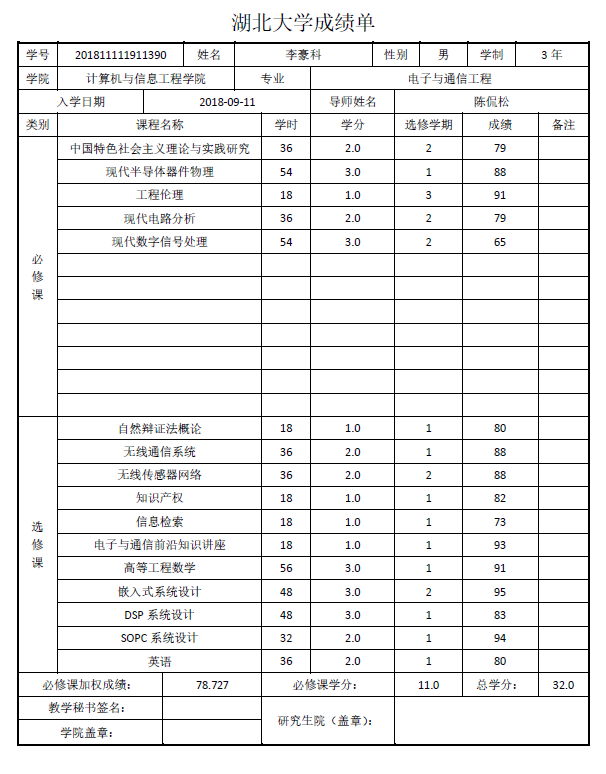 湖北大学成绩单
学号 201811111911390 姓名 李豪科 性别 男 学制 3 年
学院 计算机与信息工程学院 专业 电子与通信工程
入学日期 2018-09-11 导师姓名 陈侃松
类别 课程名称 学时 学分 选修学期 成绩 备注
必修课
中国特色社会主义理论与实践研究 36 2.0 2 79
现代半导体器件物理 54 3.0 1 88
工程伦理 18 1.0 3 91
现代电路分析 36 2.0 2 79
现代数字信号处理 54 3.0 2 65
选修课
自然辩证法概论 18 1.0 1 80
无线通信系统 36 2.0 1 88
无线传感器网络 36 2.0 2 88
知识产权 18 1.0 1 82
信息检索 18 1.0 1 73
电子与通信前沿知识讲座 18 1.0 1 93
高等工程数学 56 3.0 1 91
嵌入式系统设计 48 3.0 2 95
DSP 系统设计 48 3.0 1 83
SOPC 系统设计 32 2.0 1 94
英语 36 2.0 1 80
必修课加权成绩： 78.727 必修课学分： 11.0 总学分： 32.0
教学秘书签名：
研究生院（盖章）：
学院盖章：